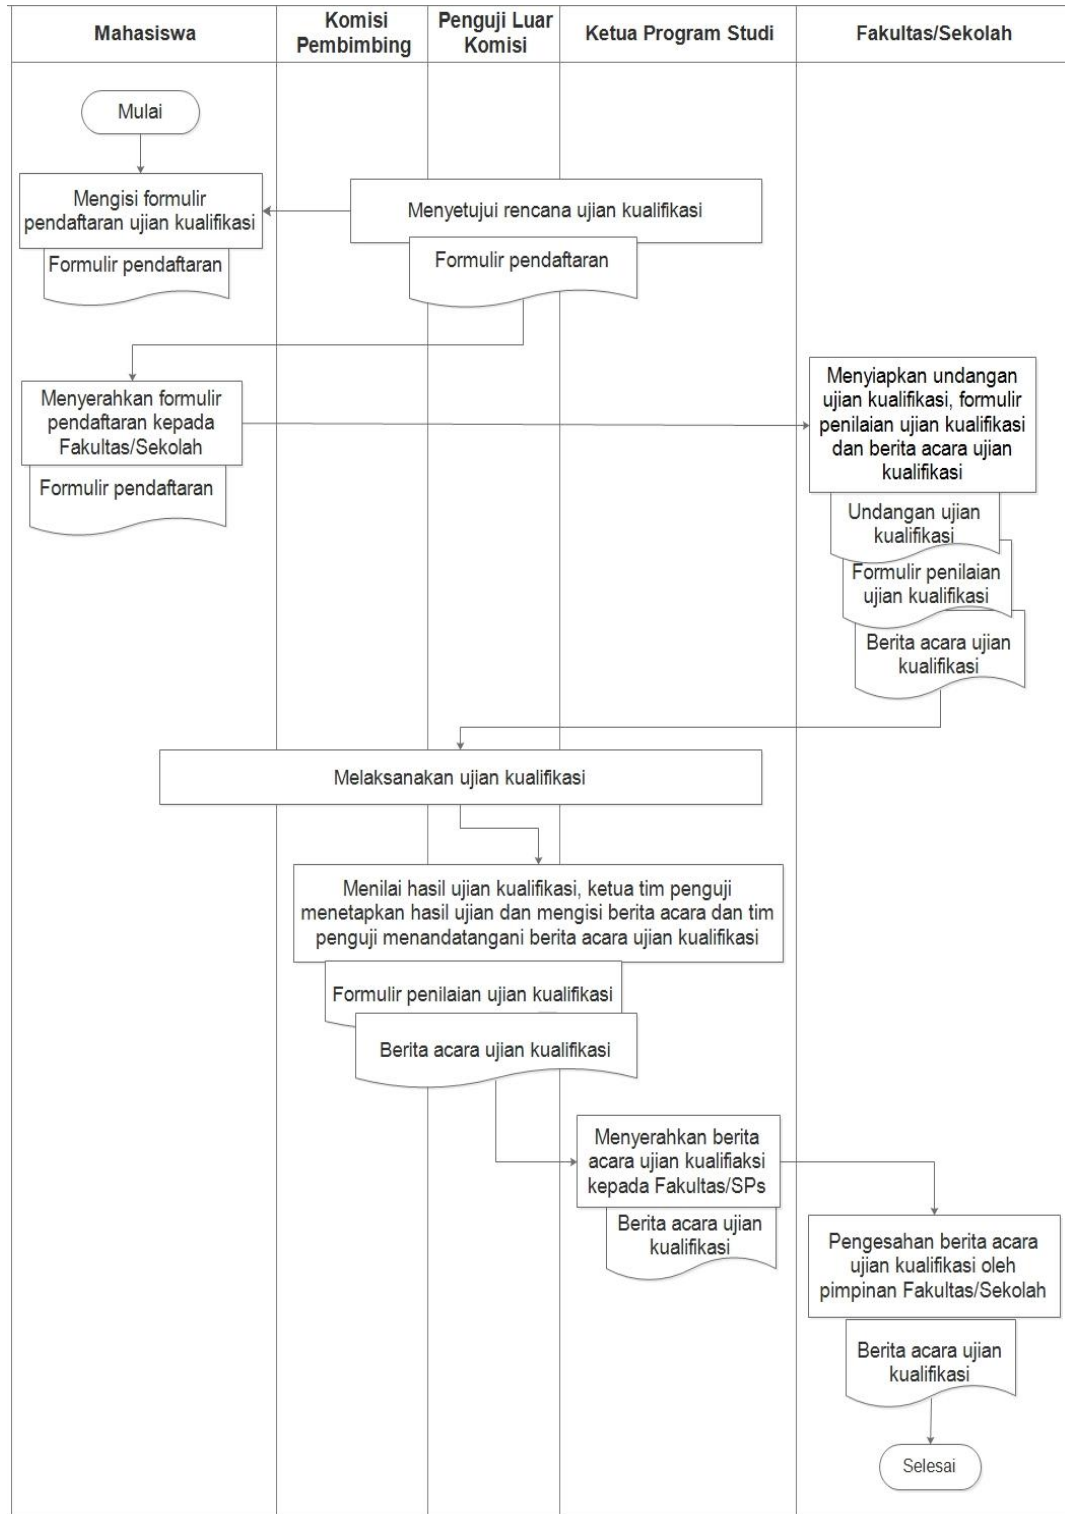 Mahasiswa
Komisi
Pembimbing
Penguji Luar
Komisi
Ketua Program Studi
Fakultas/Sekolah
Mulai
Mengisi formulir
pendaftaran ujian kualifikasi
Formulir pendaftaran
Menyetujui rencana ujian kualifikasi
Formulir pendaftaran
Menyerahkan formulir
pendaftaran kepada
Fakultas/Sekolah
Formulir pendaftaran
Menyiapkan undangan
ujian kualifikasi, formulir
penilaian ujian kualifikasi
dan berita acara ujian
kualifikasi
Undangan ujian
kualifikasi
Formulir penilaian
ujian kualifikasi
Berita acara ujian
kualifikasi
Melaksanakan ujian kualifikasi
Menilai hasil ujian kualifikasi, ketua tim penguji
menetapkan hasil ujian dan mengisi berita acara dan tim
penguji menandatangani berita acara ujian kualifikasi
Formulir penilaian ujian kualifikasi
Berita acara ujian kualifikasi
Menyerahkan berita
acara ujian kualifiaksi
kepada Fakultas/SPs
Berita acara ujian
kualifikasi
Pengesahan berita acara
ujian kualifikasi oleh
pimpinan Fakultas/Sekolah
Berita acara ujian
kualifikasi
Selesai